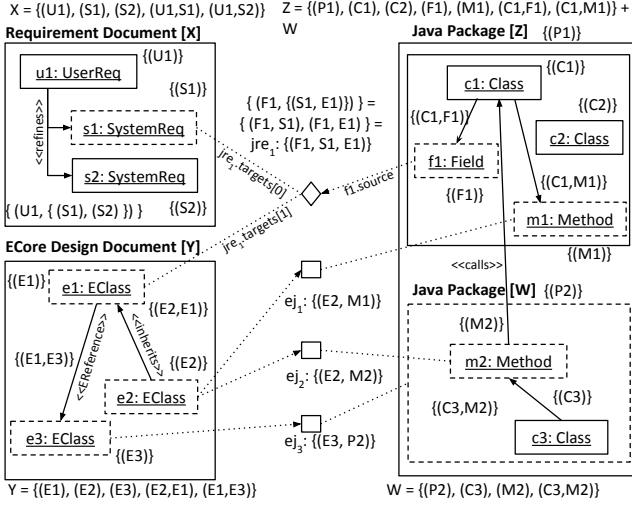 X = {(U1), (S1), (S2), (U1,S1), (U1,S2)}
Z = {(P1), (C1), (C2), (F1), (M1), (C1,F1), (C1,M1)} +
W
Requirement Document [X]
{(U1)}
u1: UserReq
{(S1)}
<<refines>>
s1: SystemReq
s2: SystemReq
{ (U1, { (S1), (S2) }) }
{(S2)}
{ (F1, {(S1, E1)}) } =
{ (F1, S1), (F1, E1) } =
jre1: {(F1, S1, E1)}
jre1.targets[0]
jre1.targets[1]
f1.source
Java Package [Z]
{(P1)}
{(C1)}
c1: Class
{(C2)}
{(C1,F1)}
c2: Class
f1: Field
{(F1)}
{(C1,M1)}
m1: Method
{(M1)}
<<calls>>
ECore Design Document [Y]
{(E1)}
e1: EClass
{(E2,E1)}
<<EReference>>
<<inherits>>
{(E1,E3)}
{(E2)}
e2: EClass
e3: EClass
{(E3)}
ej1: {(E2, M1)}
ej2: {(E2, M2)}
ej3: {(E3, P2)}
Java Package [W]
{(P2)}
{(M2)}
m2: Method
{(C3)}
{(C3,M2)}
c3: Class
Y = {(E1), (E2), (E3), (E2,E1), (E1,E3)}
W = {(P2), (C3), (M2), (C3,M2)}